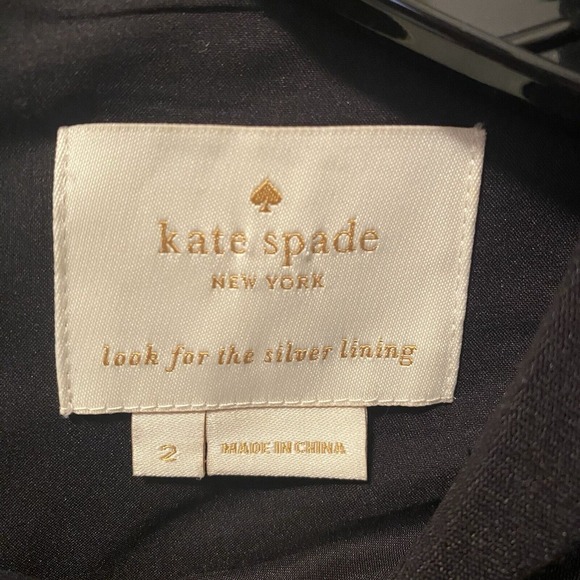 kate spade
NEW YORK
look for the silver lining
2
MADE IN CHINA